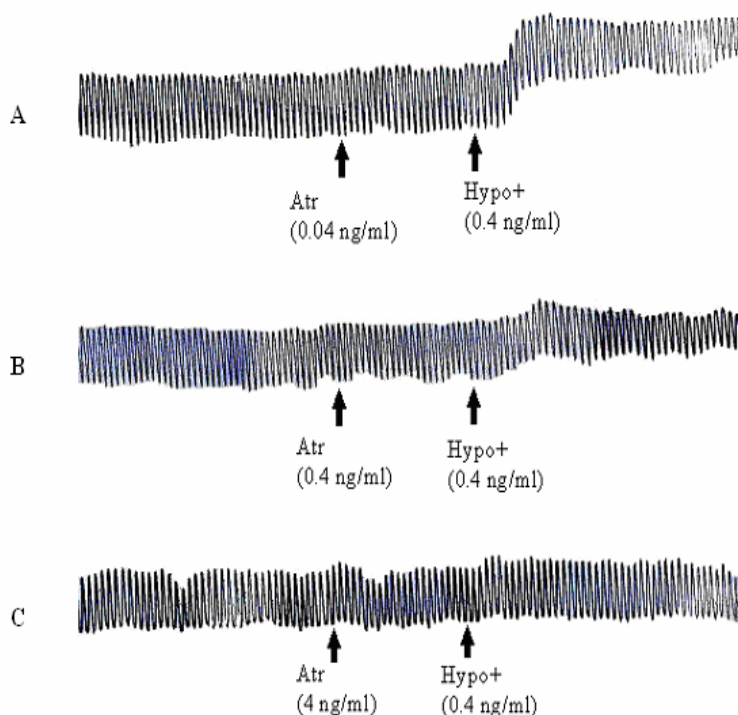 A
Atr
(0.04 ng/ml)
Hypo+
(0.4 ng/ml)
B
Atr
(0.4 ng/ml)
Hypo+
(0.4 ng/ml)
C
Atr
(4 ng/ml)
Hypo+
(0.4 ng/ml)